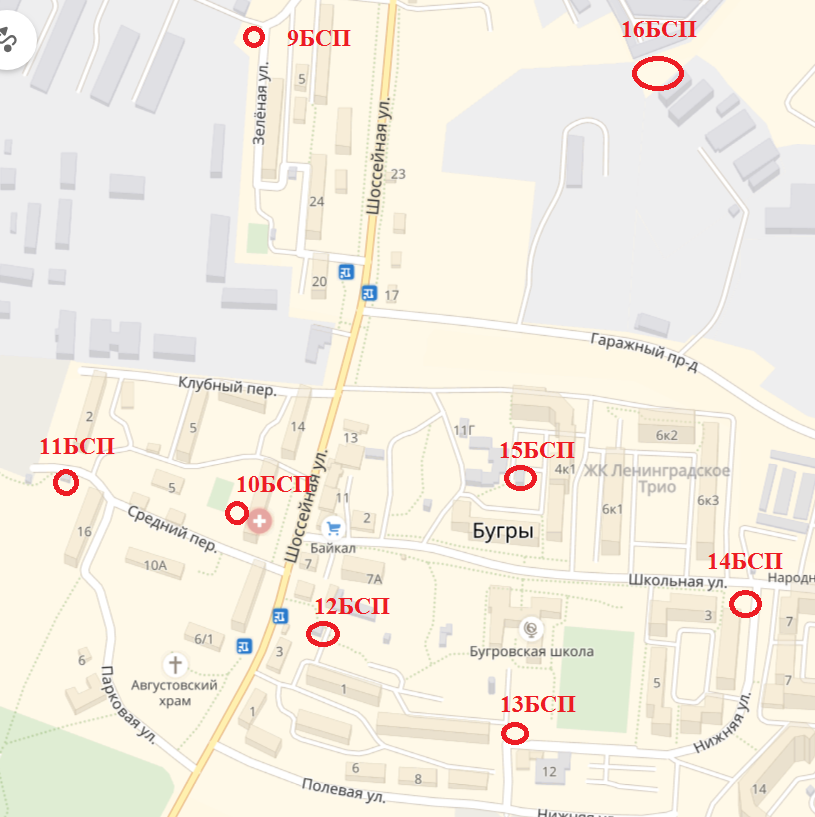 16БСП
9БСП
5
Зелёная ул.
Шоссейная ул.
23
24
20
17
Гаражный пр-д
Клубный пер.
2
5
14
13
11Г
6к2
11БСП
15БСП
ЖК Ленинградское
Трио
4к1
6к3
6к1
10БСП
5
Шоссейная ул.
11
2
Средний пер.
16
Байкал
Бугры
10А
7
7А
14БСП
Школьная ул.
Народн
12БСП
3
7
6/1
3
Бугровская школа
6
Августовский
храм
Парковая ул.
1
5
7
13БСП
1
Нижняя ул.
6
8
12
14
Полевая ул.
Нижняя ул.